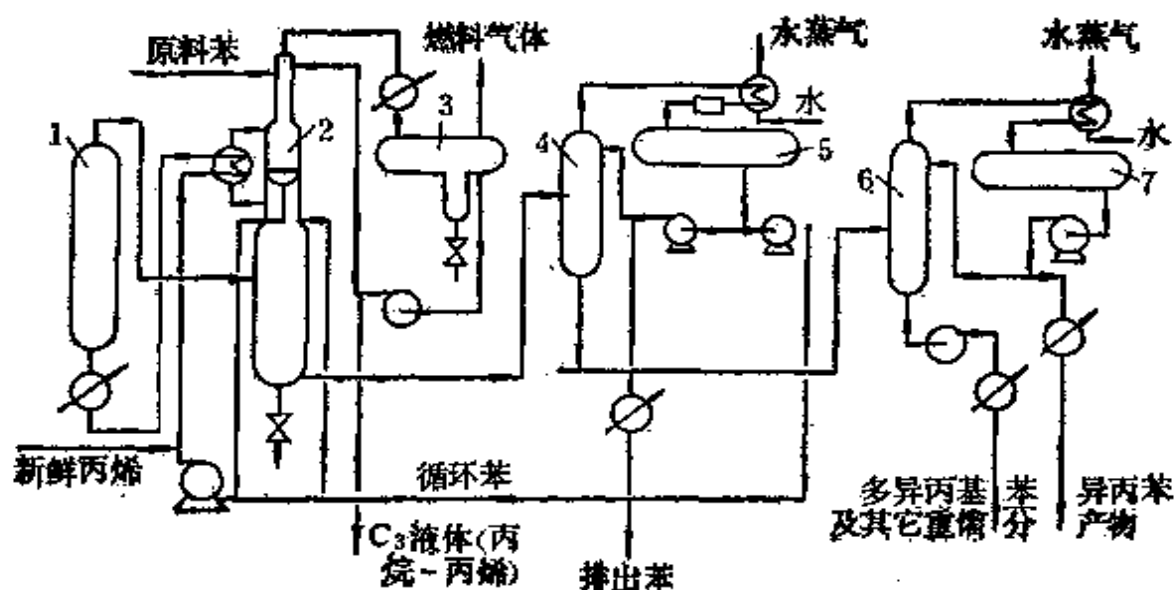 原料苯
燃料气体
水蒸气
水蒸气
水
水
1
2
3
4
5
6
7
新鲜丙烯
循环苯
C₃液体(丙
烷-丙烯)
排出苯
多异丙基苯
及其它重馏分
异丙苯
产物